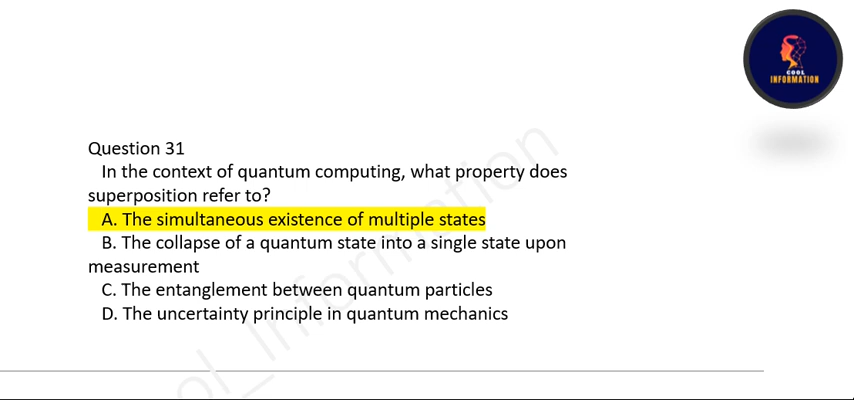 COOL
INFORMATION
Question 31
In the context of quantum computing, what property does
superposition refer to?
A. The simultaneous existence of multiple states
B. The collapse of a quantum state into a single state upon
measurement
C. The entanglement between quantum particles
D. The uncertainty principle in quantum mechanics
ol_Information